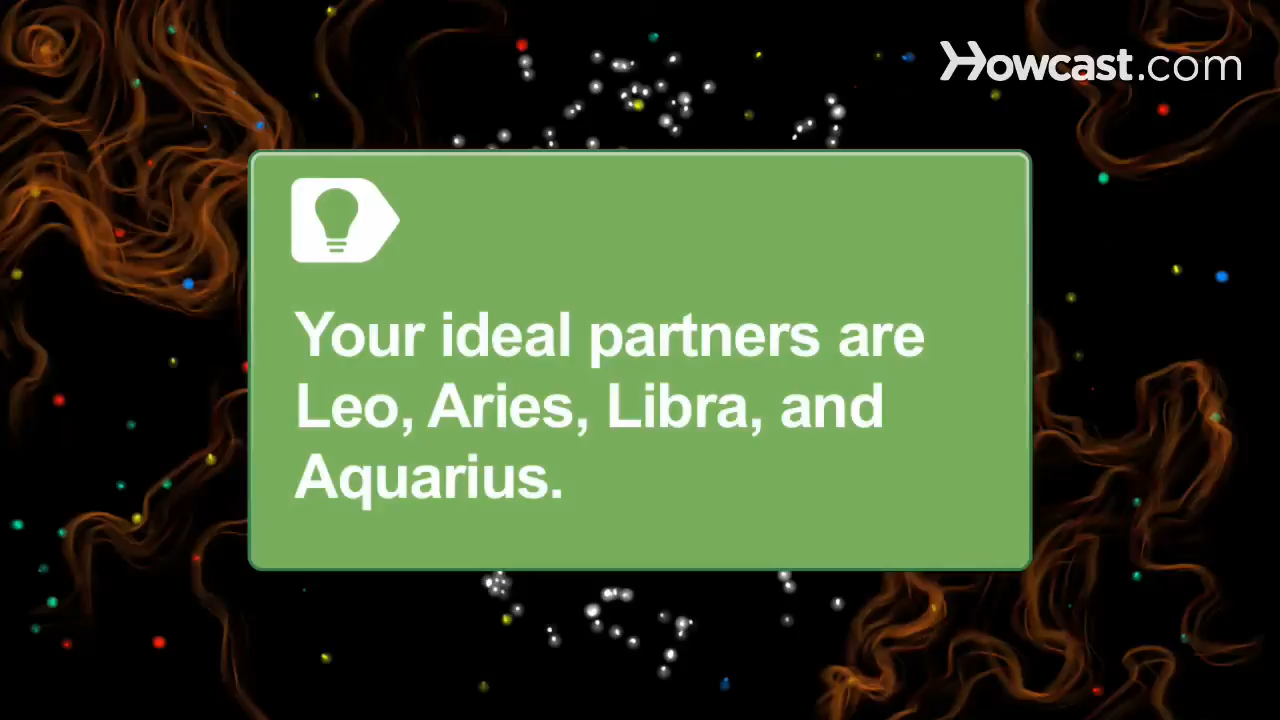 Howcast.com
Your ideal partners are
Leo, Aries, Libra, and
Aquarius.